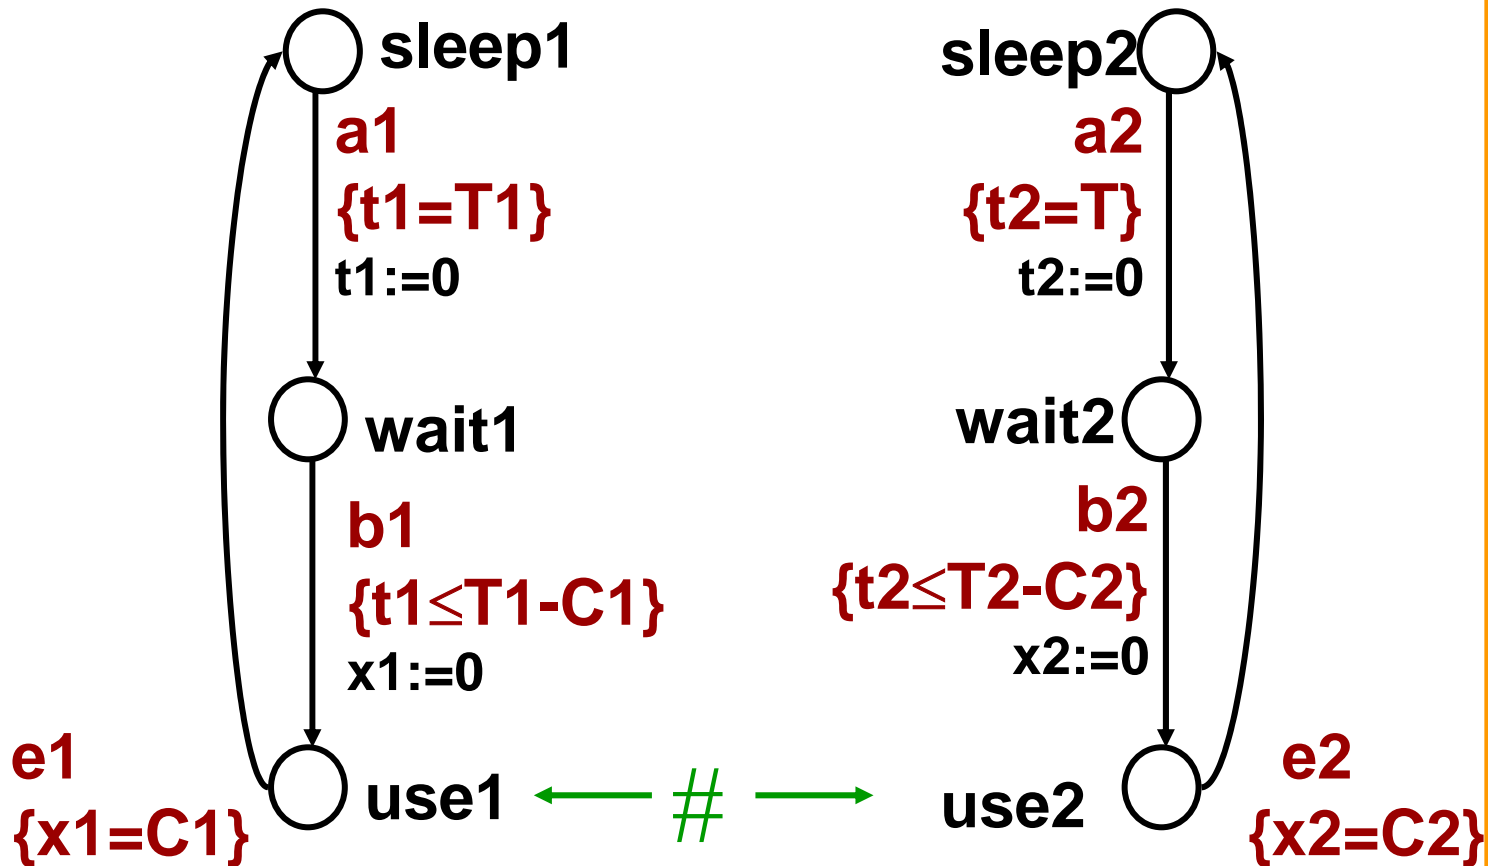 sleep1
a1
{t1=T1}
t1:=0
wait1
b1
{t1≤T1-C1}
x1:=0
e1
{x1=C1}
use1
#
sleep2
a2
{t2=T}
t2:=0
wait2
b2
{t2≤T2-C2}
x2:=0
use2
e2
{x2=C2}